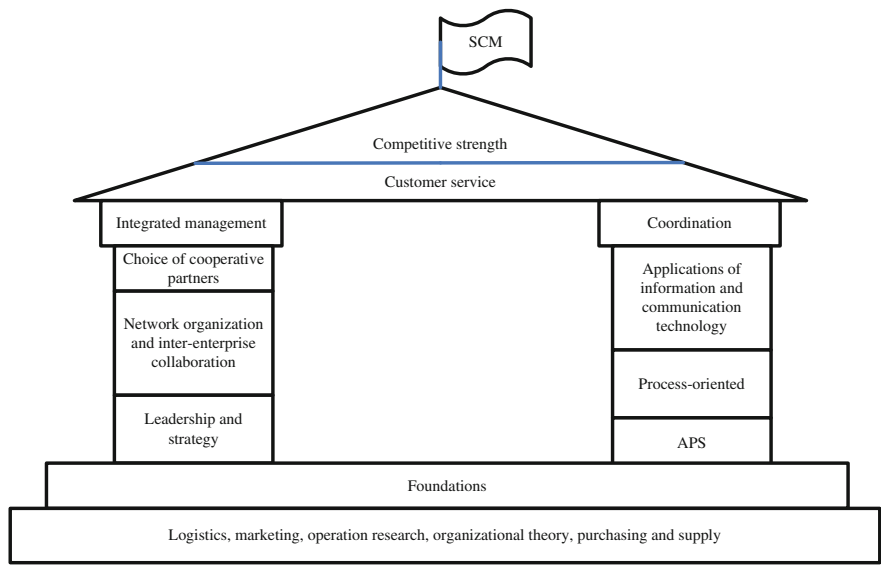 SCM
Competitive strength
Customer service
Integrated management
Choice of cooperative
partners
Network organization
and inter-enterprise
collaboration
Leadership and
strategy
Coordination
Applications of
information and
communication
technology
Process-oriented
APS
Foundations
Logistics, marketing, operation research, organizational theory, purchasing and supply